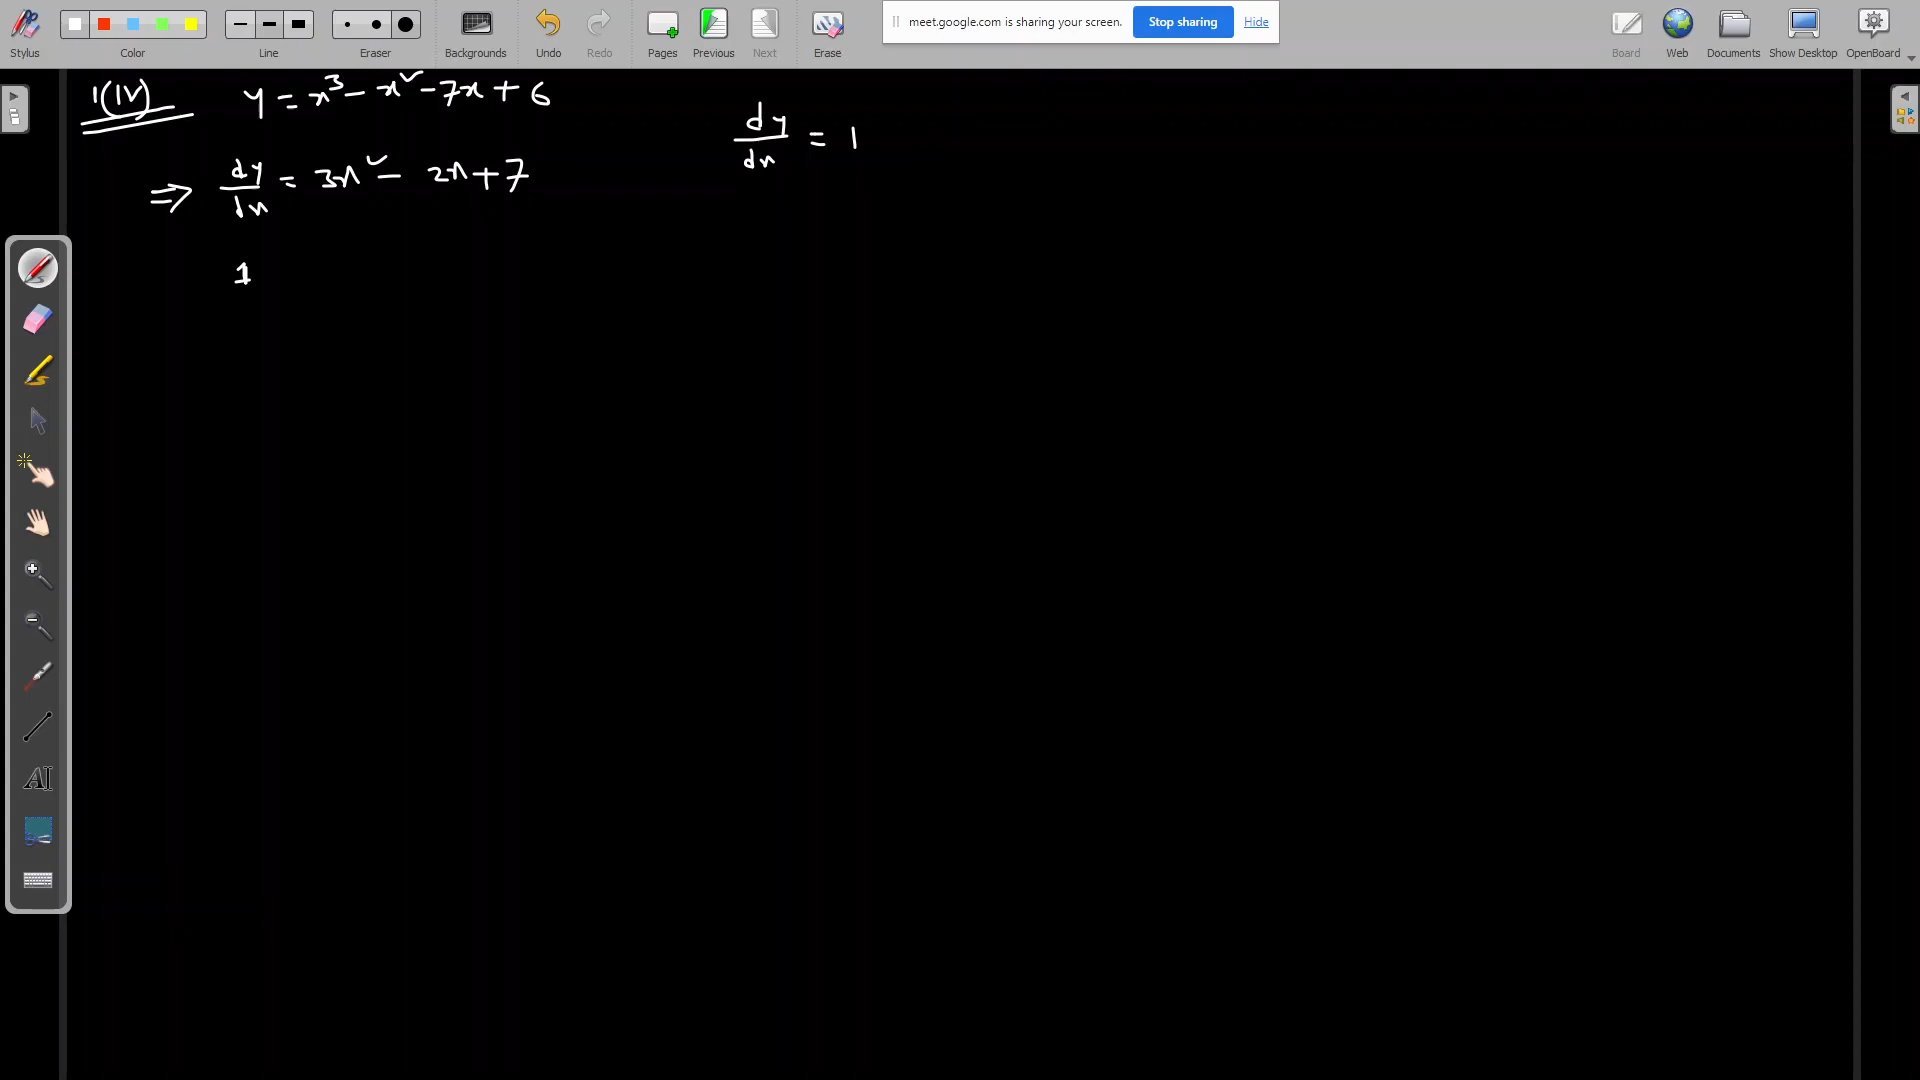 Stylus Color Line Eraser Backgrounds Undo Redo Pages Previous Next Erase
meet.google.com is sharing your screen. Stop sharing Hide
Board Web Documents Show Desktop OpenBoard
1(IV) y = x³ - x² - 7x + 6
dy/dx = 1
⇒ dy/dx = 3x² - 2x + 7
1
AI